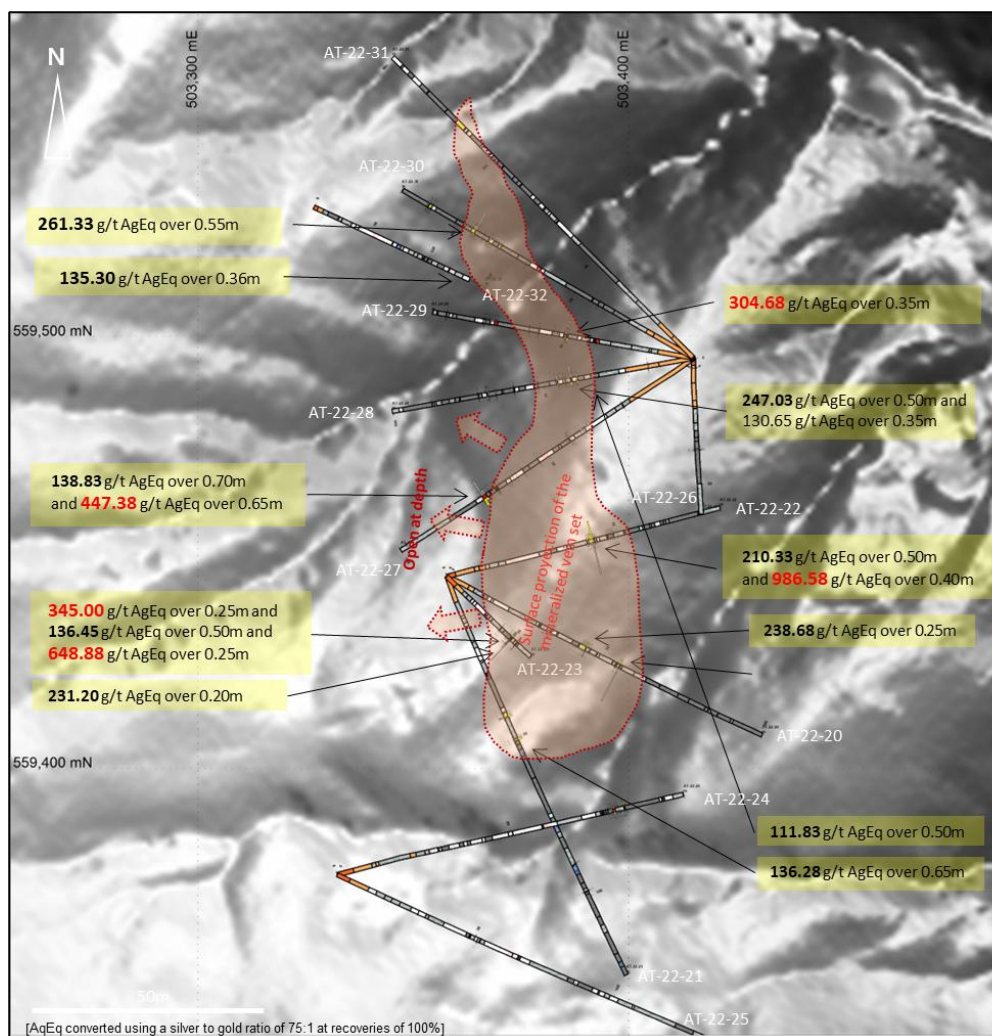 AT-22-31
N
503,300 mE
503,400 mE
AT-22-30
261.33 g/t AgEq over 0.55m
135.30 g/t AgEq over 0.36m
AT-22-32
AT-22-29
304.68 g/t AgEq over 0.35m
559,500 mN
AT-22-28
247.03 g/t AgEq over 0.50m and
130.65 g/t AgEq over 0.35m
138.83 g/t AgEq over 0.70m
and 447.38 g/t AgEq over 0.65m
Open at depth
AT-22-26
AT-22-22
AT-22-27
Surface proyection of the
mineralized vein set
210.33 g/t AgEq over 0.50m
and 986.58 g/t AgEq over 0.40m
345.00 g/t AgEq over 0.25m and
136.45 g/t AgEq over 0.50m and
648.88 g/t AgEq over 0.25m
238.68 g/t AgEq over 0.25m
AT-22-23
231.20 g/t AgEq over 0.20m
AT-22-20
559,400 mN
AT-22-24
111.83 g/t AgEq over 0.50m
136.28 g/t AgEq over 0.65m
AT-22-21
50m
AT-22-25
[AqEq converted using a silver to gold ratio of 75:1 at recoveries of 100%]